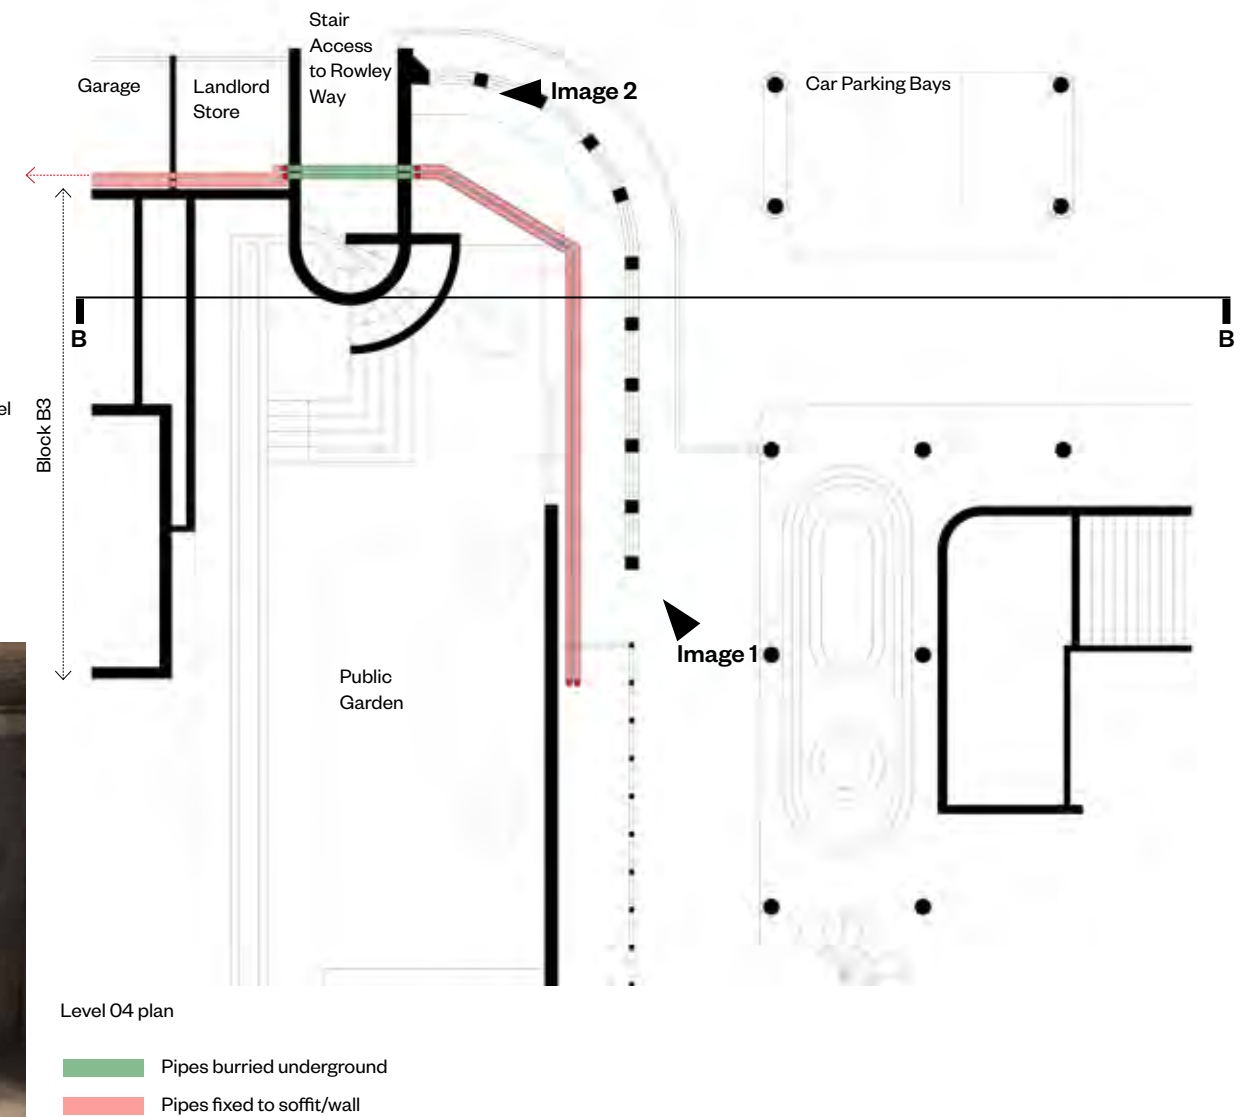 Stair
Access
to Rowley
Way
Garage
Landlord
Store
Image 2
Car Parking Bays
B
B
el
Block B3
Image 1
Public
Garden
Level 04 plan
Pipes burried underground
Pipes fixed to soffit/wall